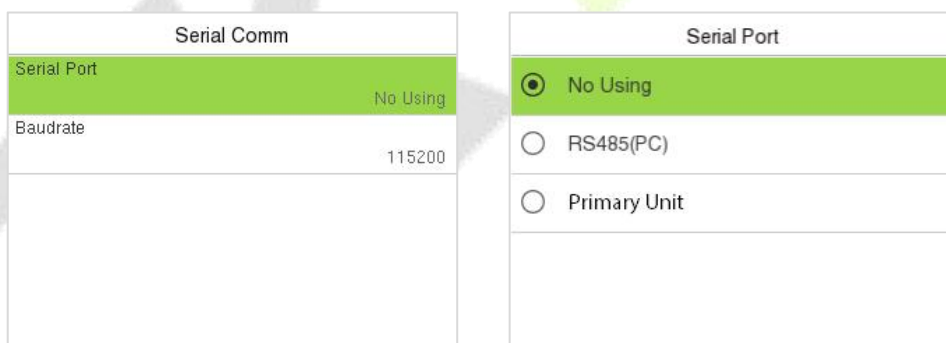 Serial Comm
Serial Port
No Using
Baudrate
115200
Serial Port
No Using
RS485(PC)
Primary Unit